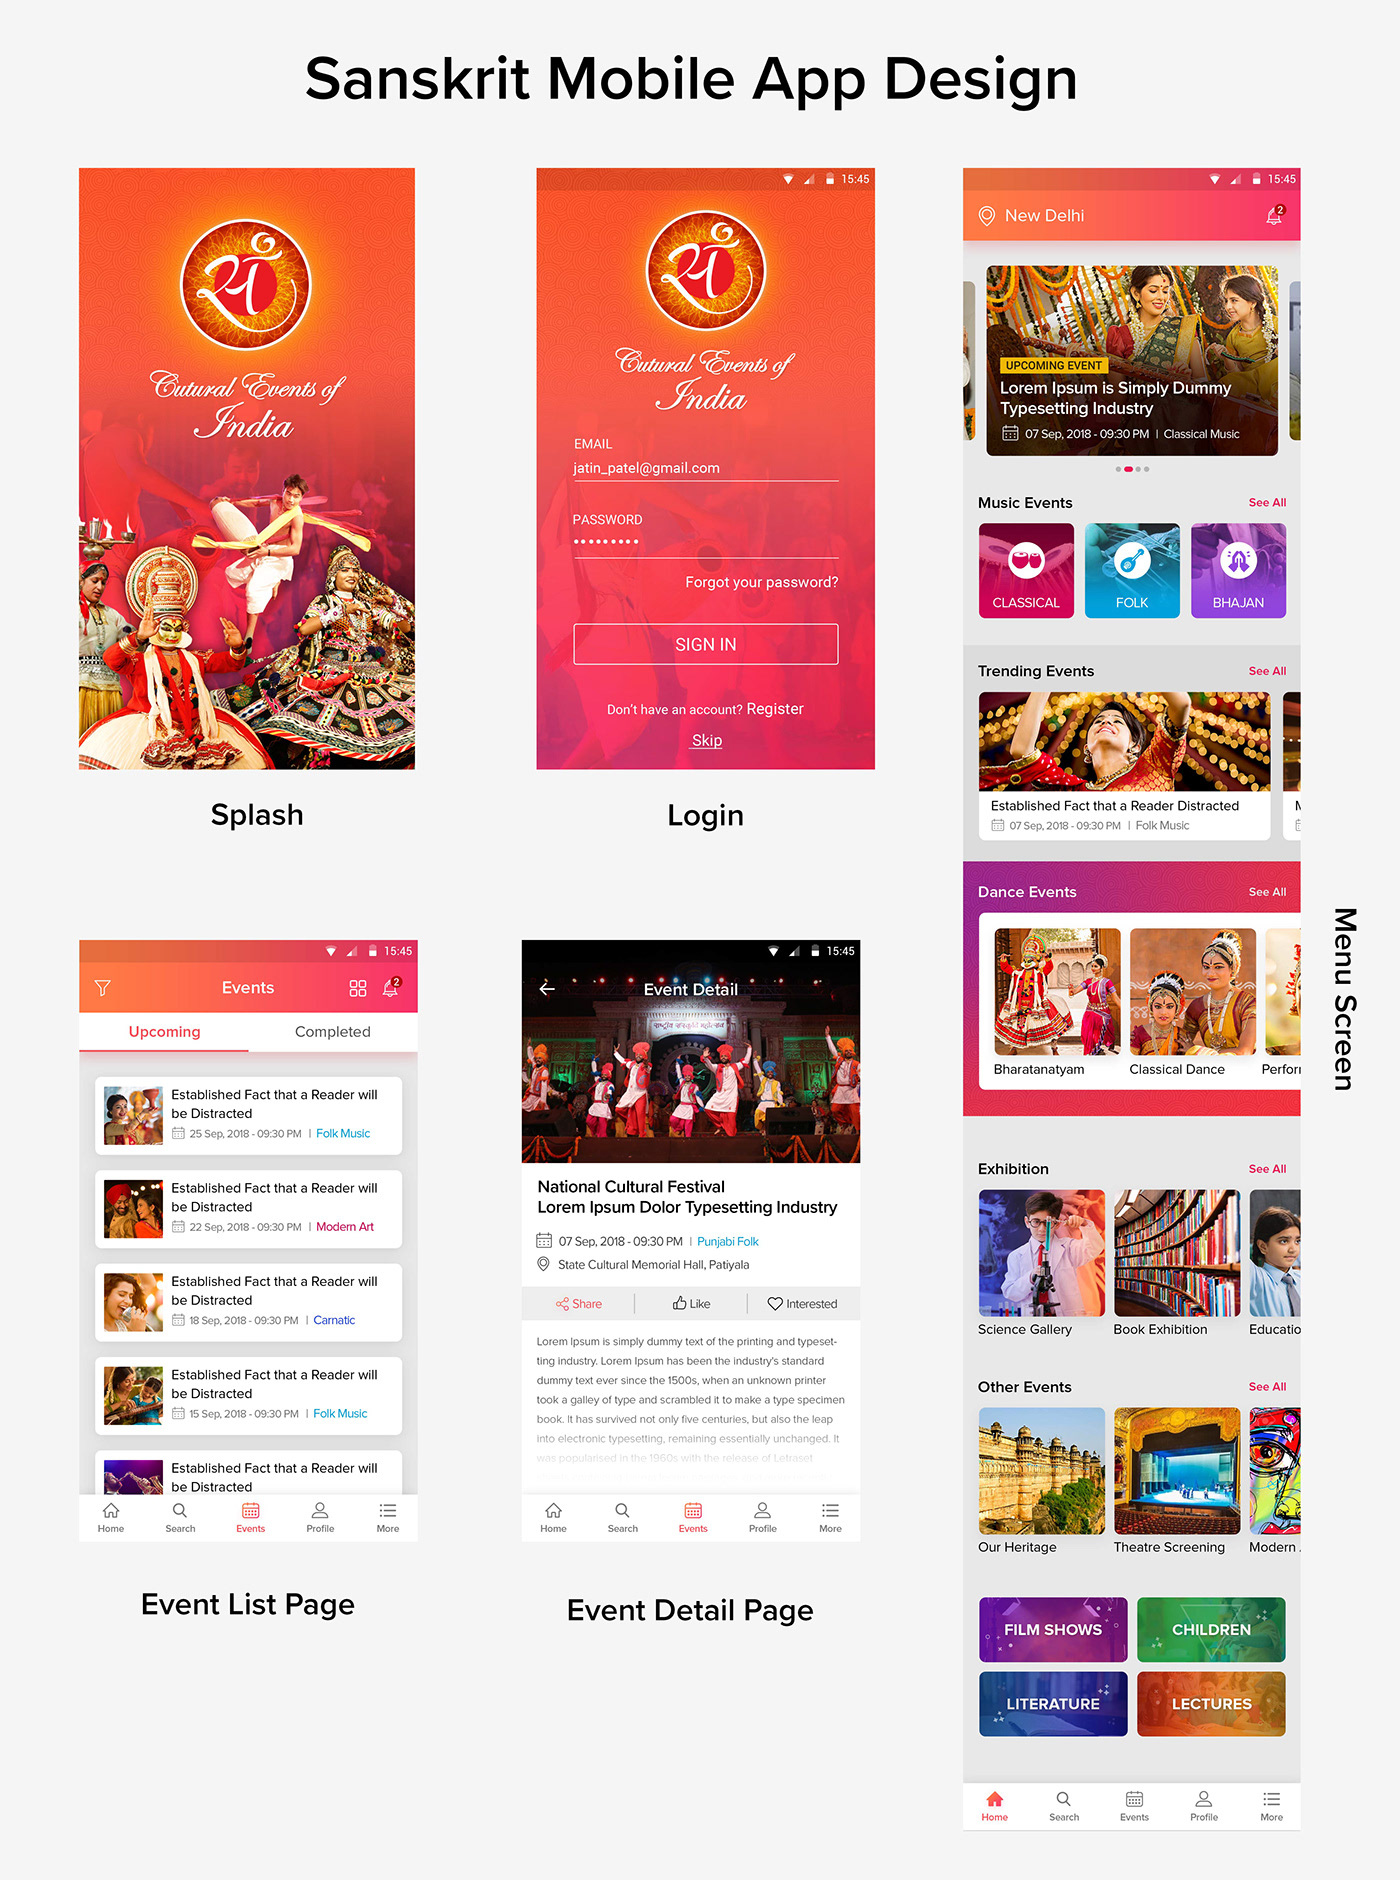 Sanskrit Mobile App Design
सं
Cutural Events of
India
Splash
15:45
सं
Cutural Events of
India
EMAIL
jatin_patel@gmail.com
PASSWORD
Forgot your password?
SIGN IN
Don't have an account? Register
Skip
Login
15:45
New Delhi
2
UPCOMING EVENT
Lorem Ipsum is Simply Dummy
Typesetting Industry
07 Sep, 2018 - 09:30 PM | Classical Music
Music Events See All
CLASSICAL FOLK BHAJAN
Trending Events See All
Established Fact that a Reader Distracted
07 Sep, 2018 - 09:30 PM | Folk Music
Dance Events See All
Bharatanatyam Classical Dance Perforr
Exhibition See All
Science Gallery Book Exhibition Educatio
Other Events See All
Our Heritage Theatre Screening Modern
FILM SHOWS CHILDREN
LITERATURE LECTURES
Home Search Events Profile More
Menu Screen
15:45
Events
2
Upcoming Completed
Established Fact that a Reader will
be Distracted
25 Sep, 2018 - 09:30 PM | Folk Music
Established Fact that a Reader will
be Distracted
22 Sep, 2018 - 09:30 PM | Modern Art
Established Fact that a Reader will
be Distracted
18 Sep, 2018 - 09:30 PM | Carnatic
Established Fact that a Reader will
be Distracted
15 Sep, 2018 - 09:30 PM | Folk Music
Established Fact that a Reader will
be Distracted
Home Search Events Profile More
Event List Page
15:45
Event Detail
राष्ट्रीय संस्कृति महोत्सव
National Cultural Festival
Lorem Ipsum Dolor Typesetting Industry
07 Sep, 2018 - 09:30 PM | Punjabi Folk
State Cultural Memorial Hall, Patiyala
Share | Like | Interested
Lorem Ipsum is simply dummy text of the printing and typeset-
ting industry. Lorem Ipsum has been the industry's standard
dummy text ever since the 1500s, when an unknown printer
took a galley of type and scrambled it to make a type specimen
book. It has survived not only five centuries, but also the leap
into electronic typesetting, remaining essentially unchanged. It
was popularised in the 1960s with the release of Letraset
Home Search Events Profile More
Event Detail Page